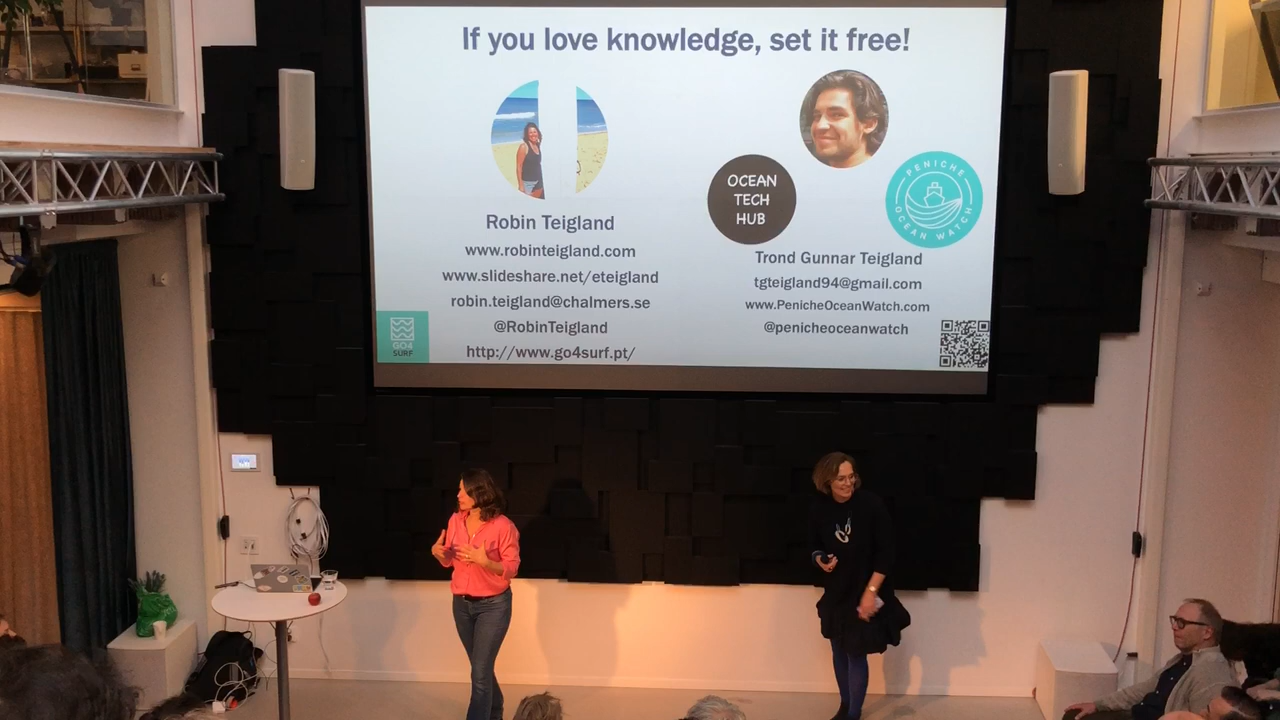 If you love knowledge, set it free!
Robin Teigland
www.robinteigland.com
www.slideshare.net/eteigland
robin.teigland@chalmers.se
@RobinTeigland
http://www.go4surf.pt/
GO4
SURF
OCEAN
TECH
HUB
PENICHE
OCEAN WATCH
Trond Gunnar Teigland
tgteigland94@gmail.com
www.PenicheOceanWatch.com
@penicheoceanwatch